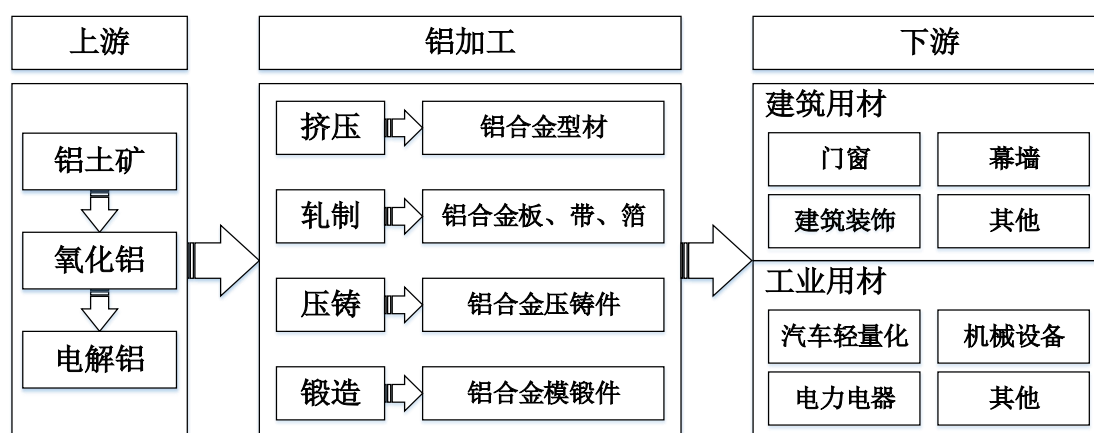 上游
铝加工
下游
铝土矿
氧化铝
电解铝
挤压
铝合金型材
轧制
铝合金板、带、箔
压铸
铝合金压铸件
锻造
铝合金模锻件
建筑用材
门窗
幕墙
建筑装饰
其他
工业用材
汽车轻量化
机械设备
电力电器
其他